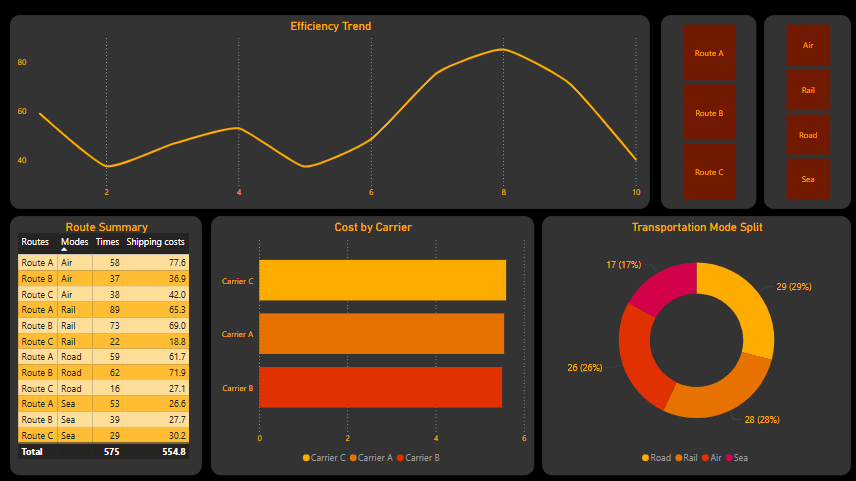 Efficiency Trend
80
60
40
2 4 6 8 10
Route A
Route B
Route C
Air
Rail
Road
Sea
Route Summary
Routes Modes Times Shipping costs
Route A Air 58 77.6
Route B Air 37 36.9
Route C Air 38 42.0
Route A Rail 89 65.3
Route B Rail 73 69.0
Route C Rail 22 18.8
Route A Road 59 61.7
Route B Road 62 71.9
Route C Road 16 27.1
Route A Sea 53 26.6
Route B Sea 39 27.7
Route C Sea 29 30.2
Total 575 554.8
Cost by Carrier
Carrier C
Carrier A
Carrier B
0 2 4 6
Carrier C Carrier A Carrier B
Transportation Mode Split
17 (17%)
29 (29%)
26 (26%)
28 (28%)
Road Rail Air Sea